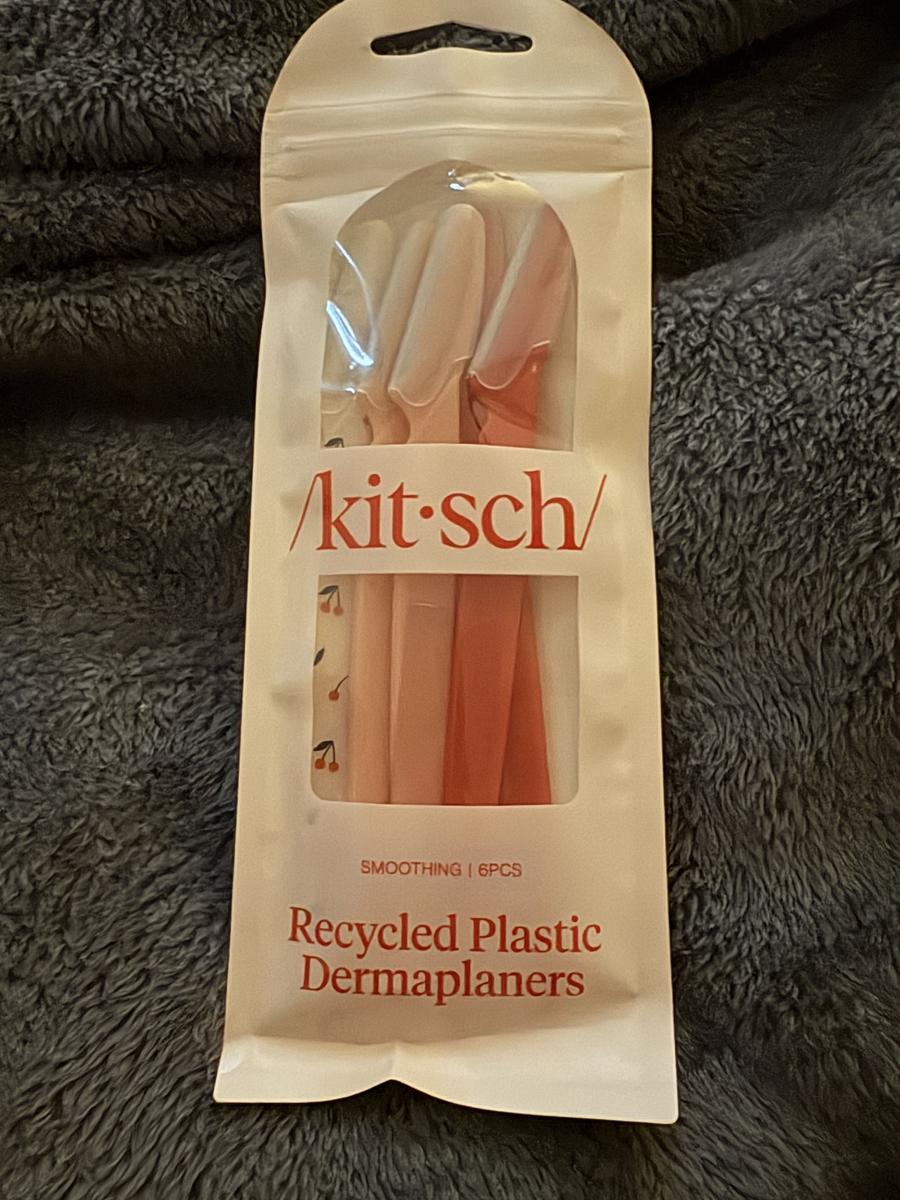 /kit·sch/
SMOOTHING | 6PCS
Recycled Plastic
Dermaplaners